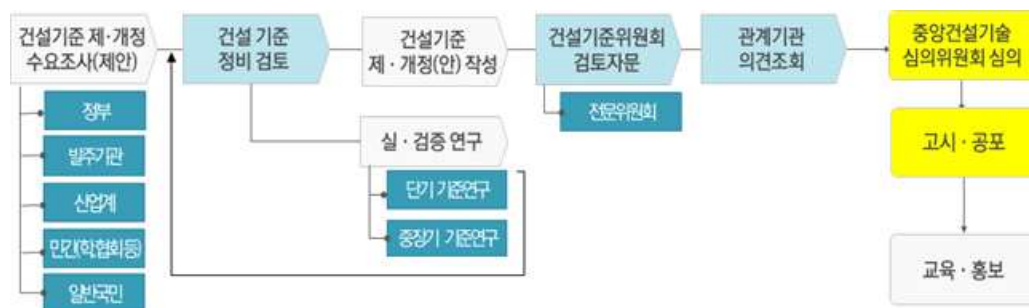 건설기준 제·개정
수요조사(제안)
정부
발주기관
산업계
민간(학,협회등)
일반국민
건설 기준
정비 검토
건설기준
제·개정(안) 작성
실·검증 연구
단기 기준연구
중장기 기준연구
건설기준위원회
검토자문
전문위원회
관계기관
의견조회
중앙건설기술
심의위원회 심의
고시·공포
교육·홍보